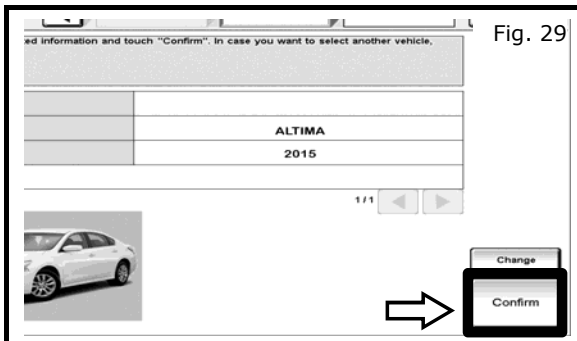 Fig. 29
ed information and touch "Confirm". In case you want to select another vehicle,
ALTIMA
2015
1/1
Change
Confirm